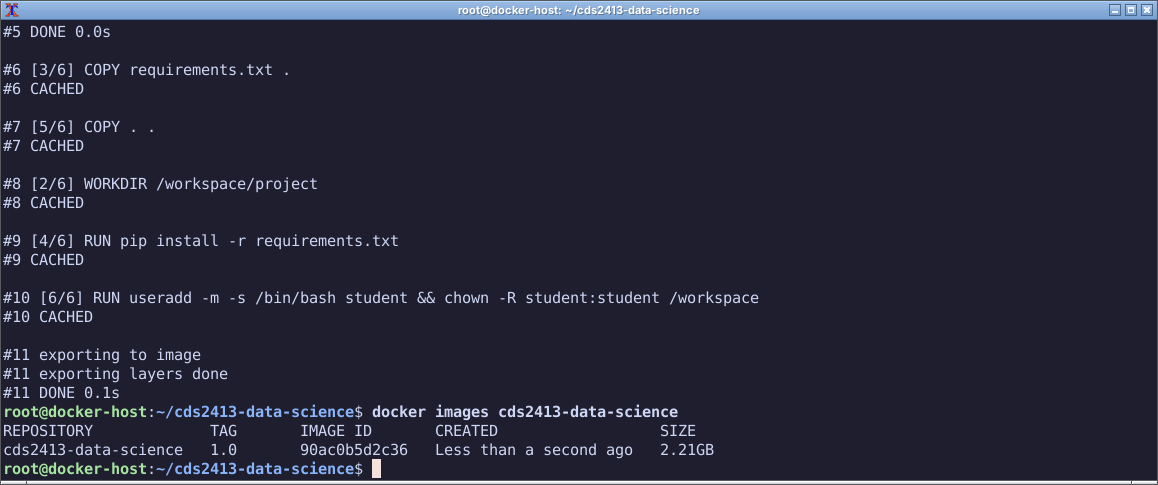 root@docker-host: ~/cds2413-data-science
#5 DONE 0.0s
#6 [3/6] COPY requirements.txt .
#6 CACHED
#7 [5/6] COPY . .
#7 CACHED
#8 [2/6] WORKDIR /workspace/project
#8 CACHED
#9 [4/6] RUN pip install -r requirements.txt
#9 CACHED
#10 [6/6] RUN useradd -m -s /bin/bash student && chown -R student:student /workspace
#10 CACHED
#11 exporting to image
#11 exporting layers done
#11 DONE 0.1s
root@docker-host:~/cds2413-data-science$ docker images cds2413-data-science
REPOSITORY TAG IMAGE ID CREATED SIZE
cds2413-data-science 1.0 90ac0b5d2c36 Less than a second ago 2.21GB
root@docker-host:~/cds2413-data-science$